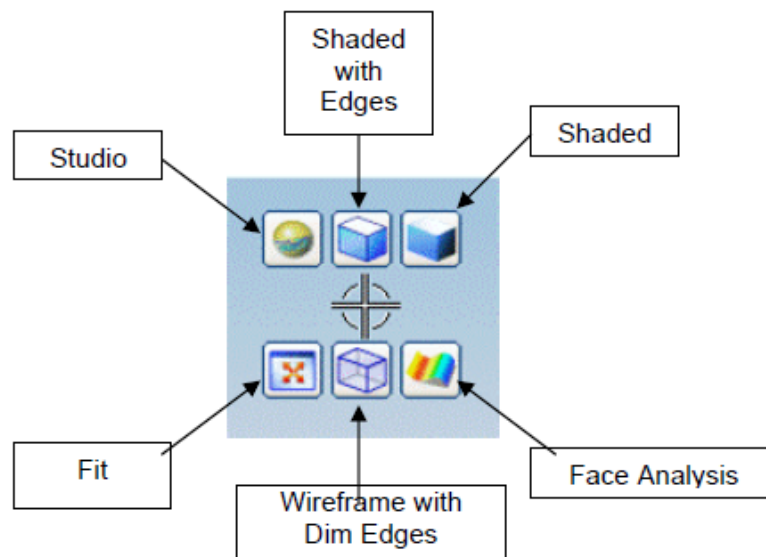 Shaded
with
Edges
Studio
Shaded
Fit
Wireframe with
Dim Edges
Face Analysis